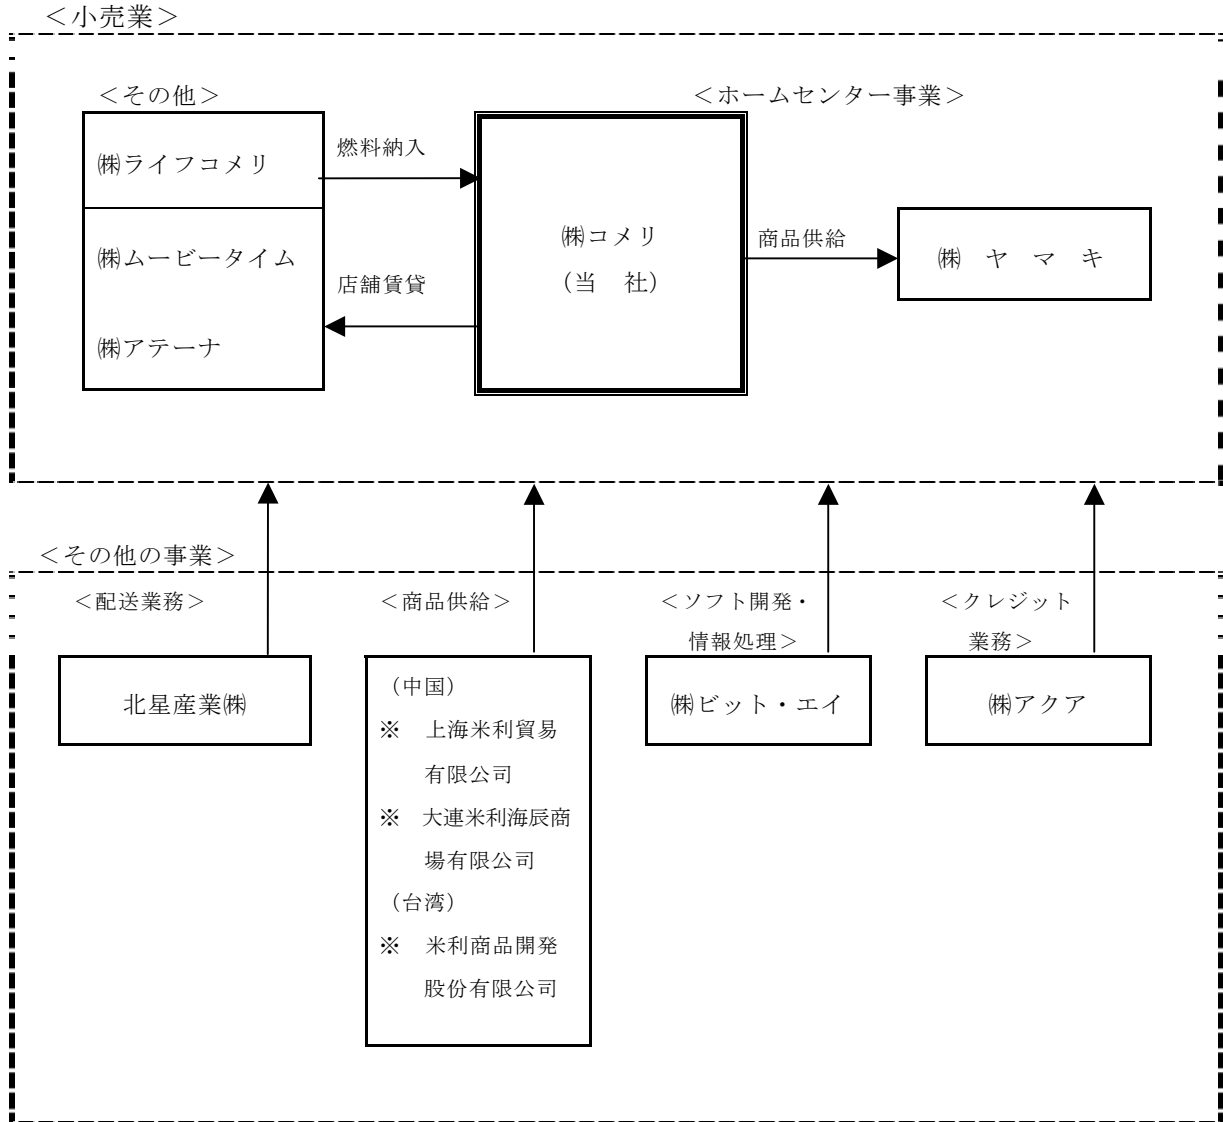 ＜小売業＞
＜その他＞
＜ホームセンター事業＞
㈱ライフコメリ
燃料納入
㈱ムービータイム
店舗賃貸
㈱アテーナ
㈱コメリ
（当　社）
商品供給
㈱　ヤ　マ　キ
＜その他の事業＞
＜配送業務＞
北星産業㈱
＜商品供給＞
（中国）
※　上海米利貿易
有限公司
※　大連米利海辰商
場有限公司
（台湾）
※　米利商品開発
股份有限公司
＜ソフト開発・
情報処理＞
㈱ビット・エイ
＜クレジット
業務＞
㈱アクア